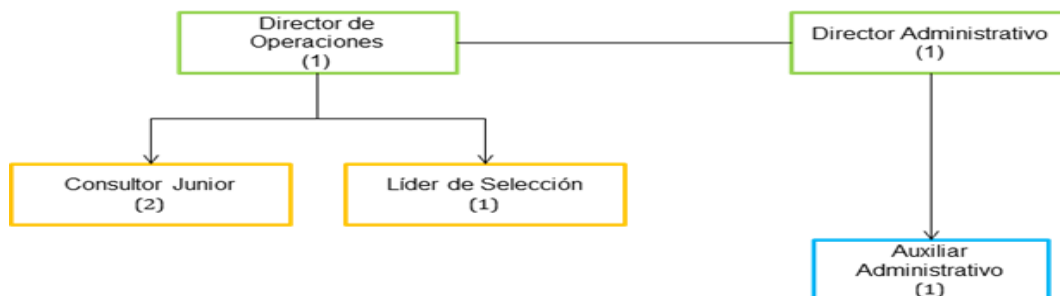 Director de
Operaciones
(1)
Director Administrativo
(1)
Consultor Junior
(2)
Líder de Selección
(1)
Auxiliar
Administrativo
(1)